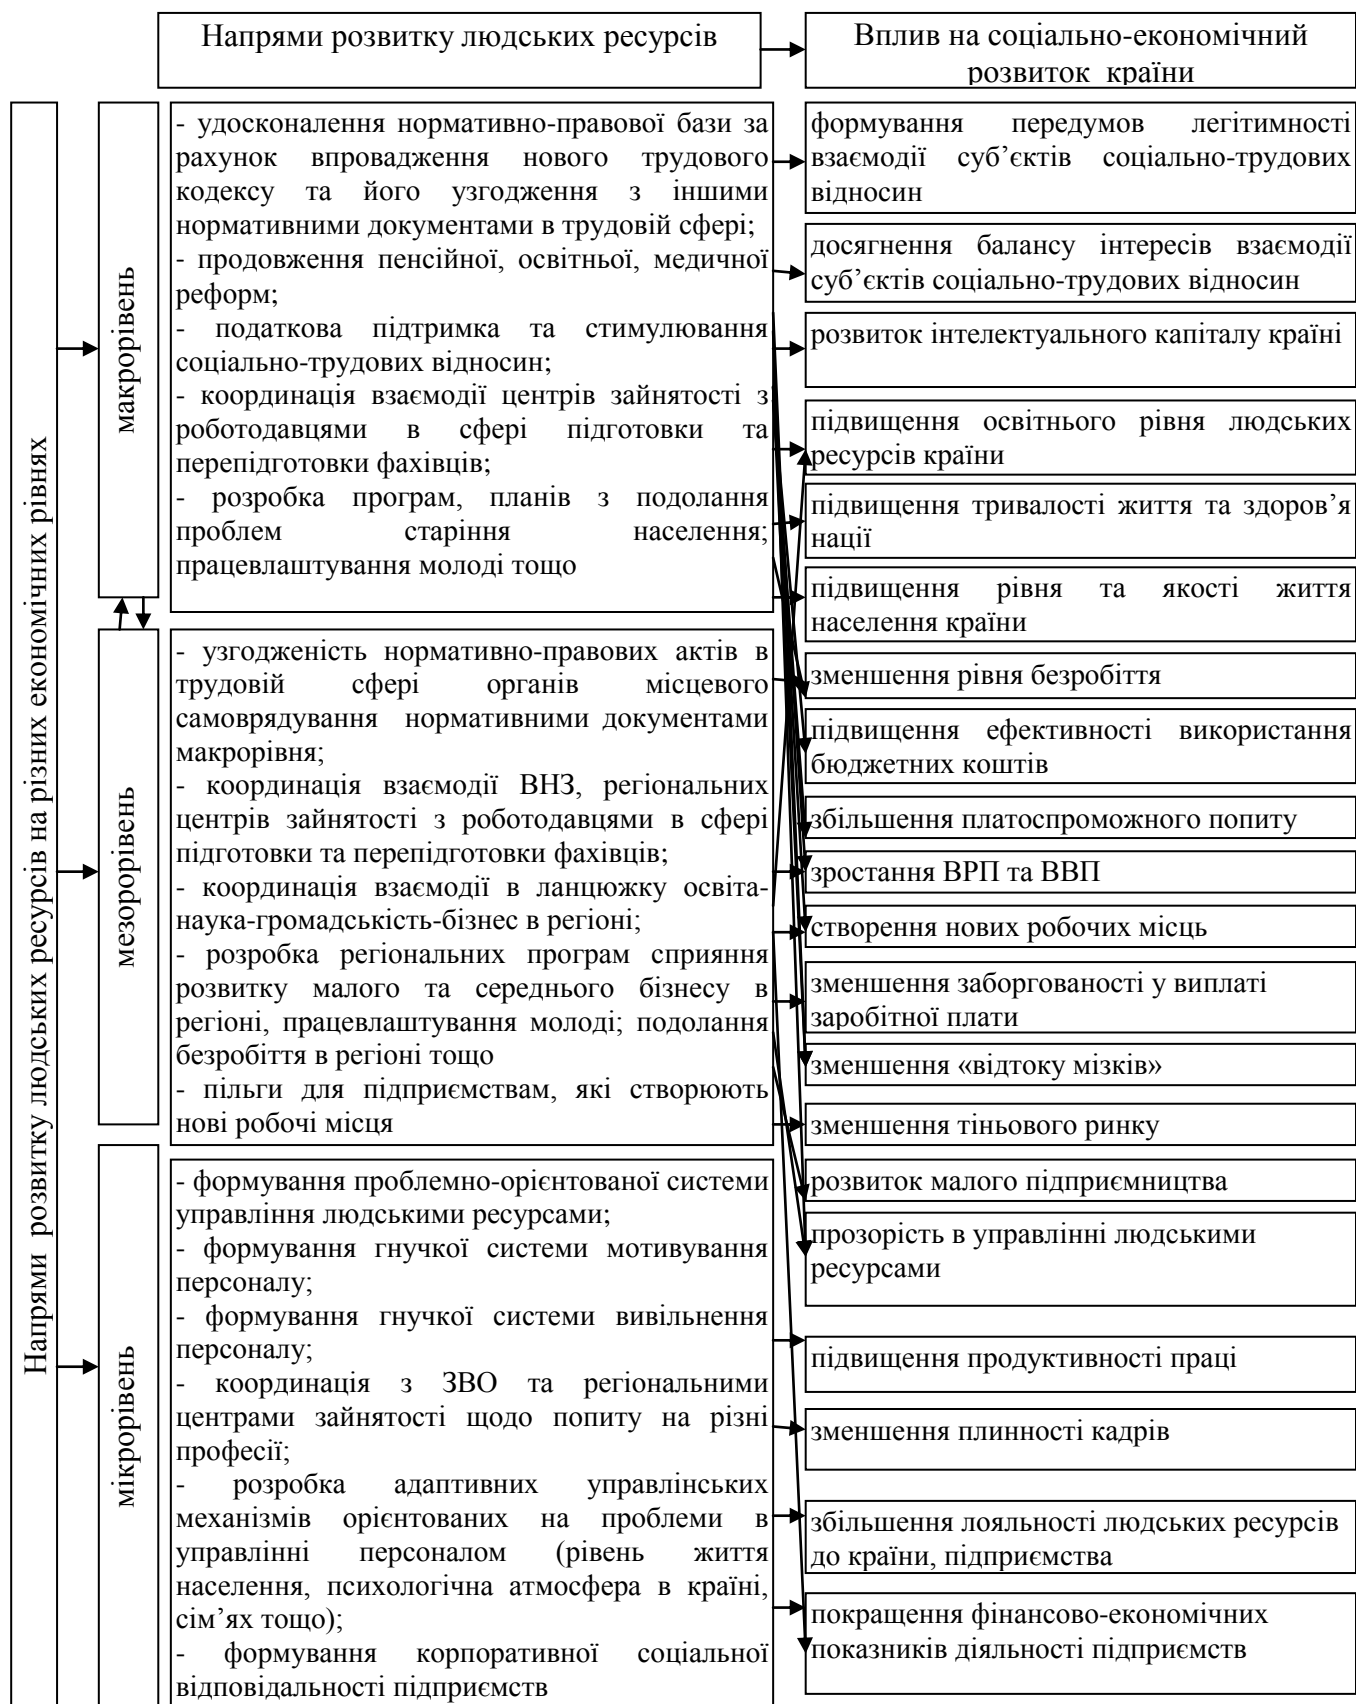 Напрями розвитку людських ресурсів
Вплив на соціально-економічний
розвиток країни
Напрями розвитку людських ресурсів на різних економічних рівнях
макрорівень
- удосконалення нормативно-правової бази за
рахунок впровадження нового трудового
кодексу та його узгодження з іншими
нормативними документами в трудовій сфері;
- продовження пенсійної, освітньої, медичної
реформ;
- податкова підтримка та стимулювання
соціально-трудових відносин;
- координація взаємодії центрів зайнятості з
роботодавцями в сфері підготовки та
перепідготовки фахівців;
- розробка програм, планів з подолання
проблем старіння населення;
працевлаштування молоді тощо
мезорівень
- узгодженість нормативно-правових актів в
трудовій сфері органів місцевого
самоврядування нормативними документами
макрорівня;
- координація взаємодії ВНЗ, регіональних
центрів зайнятості з роботодавцями в сфері
підготовки та перепідготовки фахівців;
- координація взаємодії в ланцюжку освіта-
наука-громадськість-бізнес в регіоні;
- розробка регіональних програм сприяння
розвитку малого та середнього бізнесу в
регіоні, працевлаштування молоді; подолання
безробіття в регіоні тощо
- пільги для підприємствам, які створюють
нові робочі місця
мікрорівень
- формування проблемно-орієнтованої системи
управління людськими ресурсами;
- формування гнучкої системи мотивування
персоналу;
- формування гнучкої системи вивільнення
персоналу;
- координація з ЗВО та регіональними
центрами зайнятості щодо попиту на різні
професії;
- розробка адаптивних управлінських
механізмів орієнтованих на проблеми в
управлінні персоналом (рівень життя
населення, психологічна атмосфера в країні,
сім’ях тощо);
- формування корпоративної соціальної
відповідальності підприємств
формування передумов легітимності
взаємодії суб’єктів соціально-трудових
відносин
досягнення балансу інтересів взаємодії
суб’єктів соціально-трудових відносин
розвиток інтелектуального капіталу країні
підвищення освітнього рівня людських
ресурсів країни
підвищення тривалості життя та здоров’я
нації
підвищення рівня та якості життя
населення країни
зменшення рівня безробіття
підвищення ефективності використання
бюджетних коштів
збільшення платоспроможного попиту
зростання ВРП та ВВП
створення нових робочих місць
зменшення заборгованості у виплаті
заробітної плати
зменшення «відтоку мізків»
зменшення тіньового ринку
розвиток малого підприємництва
прозорість в управлінні людськими
ресурсами
підвищення продуктивності праці
зменшення плинності кадрів
збільшення лояльності людських ресурсів
до країни, підприємства
покращення фінансово-економічних
показників діяльності підприємств